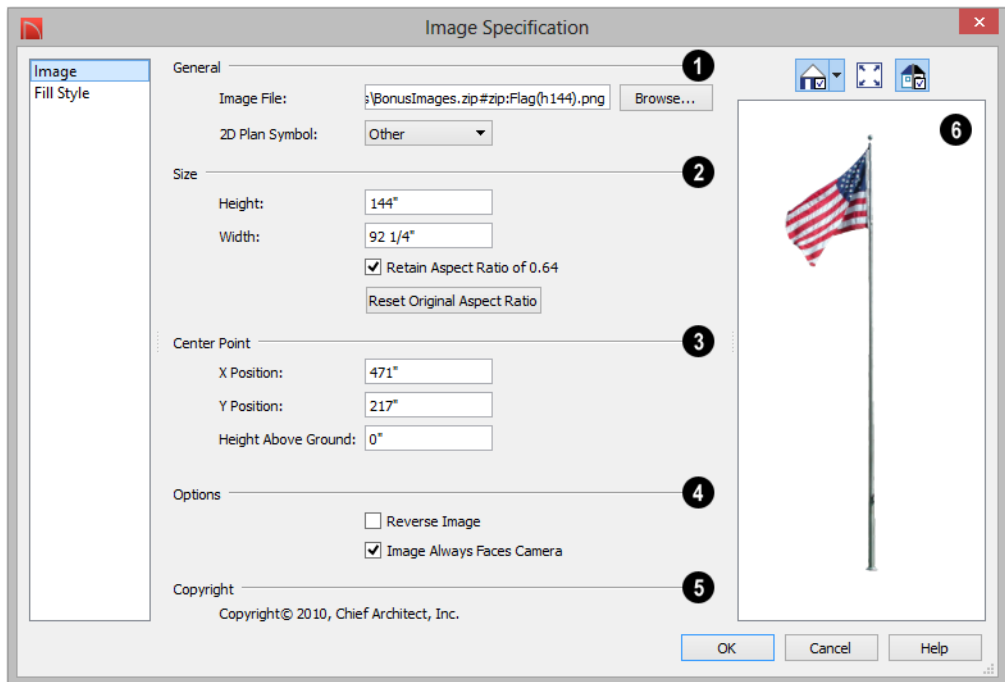 Image Specification
Image
Fill Style
General
1
Image File: s\BonusImages.zip#zip:Flag(h144).png Browse...
2D Plan Symbol: Other
Size
2
Height: 144"
Width: 92 1/4"
Retain Aspect Ratio of 0.64
Reset Original Aspect Ratio
Center Point
3
X Position: 471"
Y Position: 217"
Height Above Ground: 0"
Options
4
Reverse Image
Image Always Faces Camera
Copyright
5
Copyright© 2010, Chief Architect, Inc.
6
OK Cancel Help